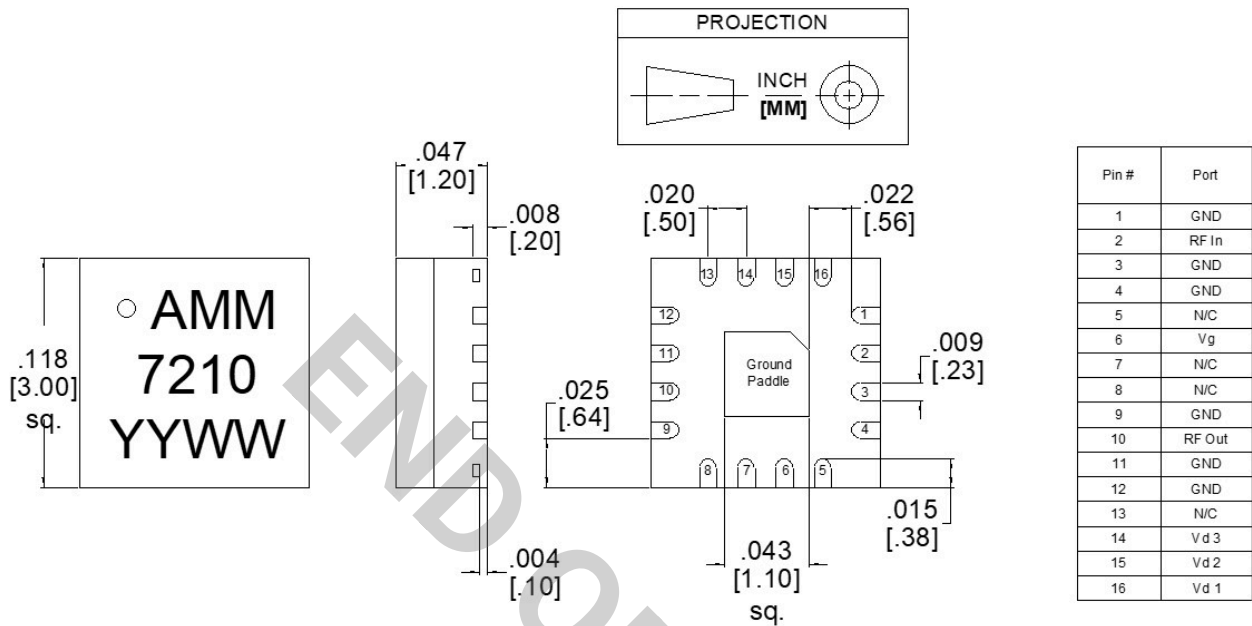 PROJECTION
INCH
[MM]
.047
[1.20]
.008
[.20]
.020
[.50]
.022
[.56]
AMM
7210
YYWW
.118
[3.00]
sq.
.004
[.10]
13 14 15 16
12
11
10
9
1
2
3
4
8 7 6 5
Ground
Paddle
.025
[.64]
.009
[.23]
.015
[.38]
.043
[1.10]
sq.
Pin # Port
1 GND
2 RF In
3 GND
4 GND
5 N/C
6 Vg
7 N/C
8 N/C
9 GND
10 RF Out
11 GND
12 GND
13 N/C
14 Vd 3
15 Vd 2
16 Vd 1
END O